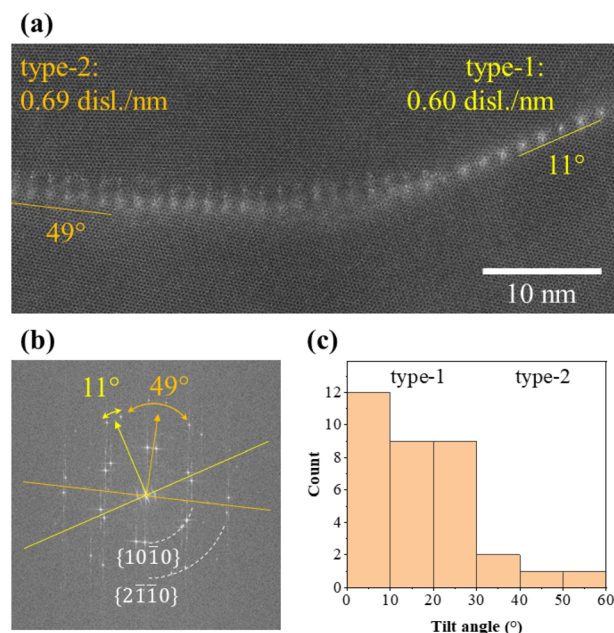 (a)
type-2:
0.69 disl./nm
type-1:
0.60 disl./nm
49°
11°
10 nm
(b)
11°
49°
{101̅0}
{21̅1̅0}
(c)
type-1
type-2
Count
12
10
8
6
4
2
0
0 10 20 30 40 50 60
Tilt angle (°)